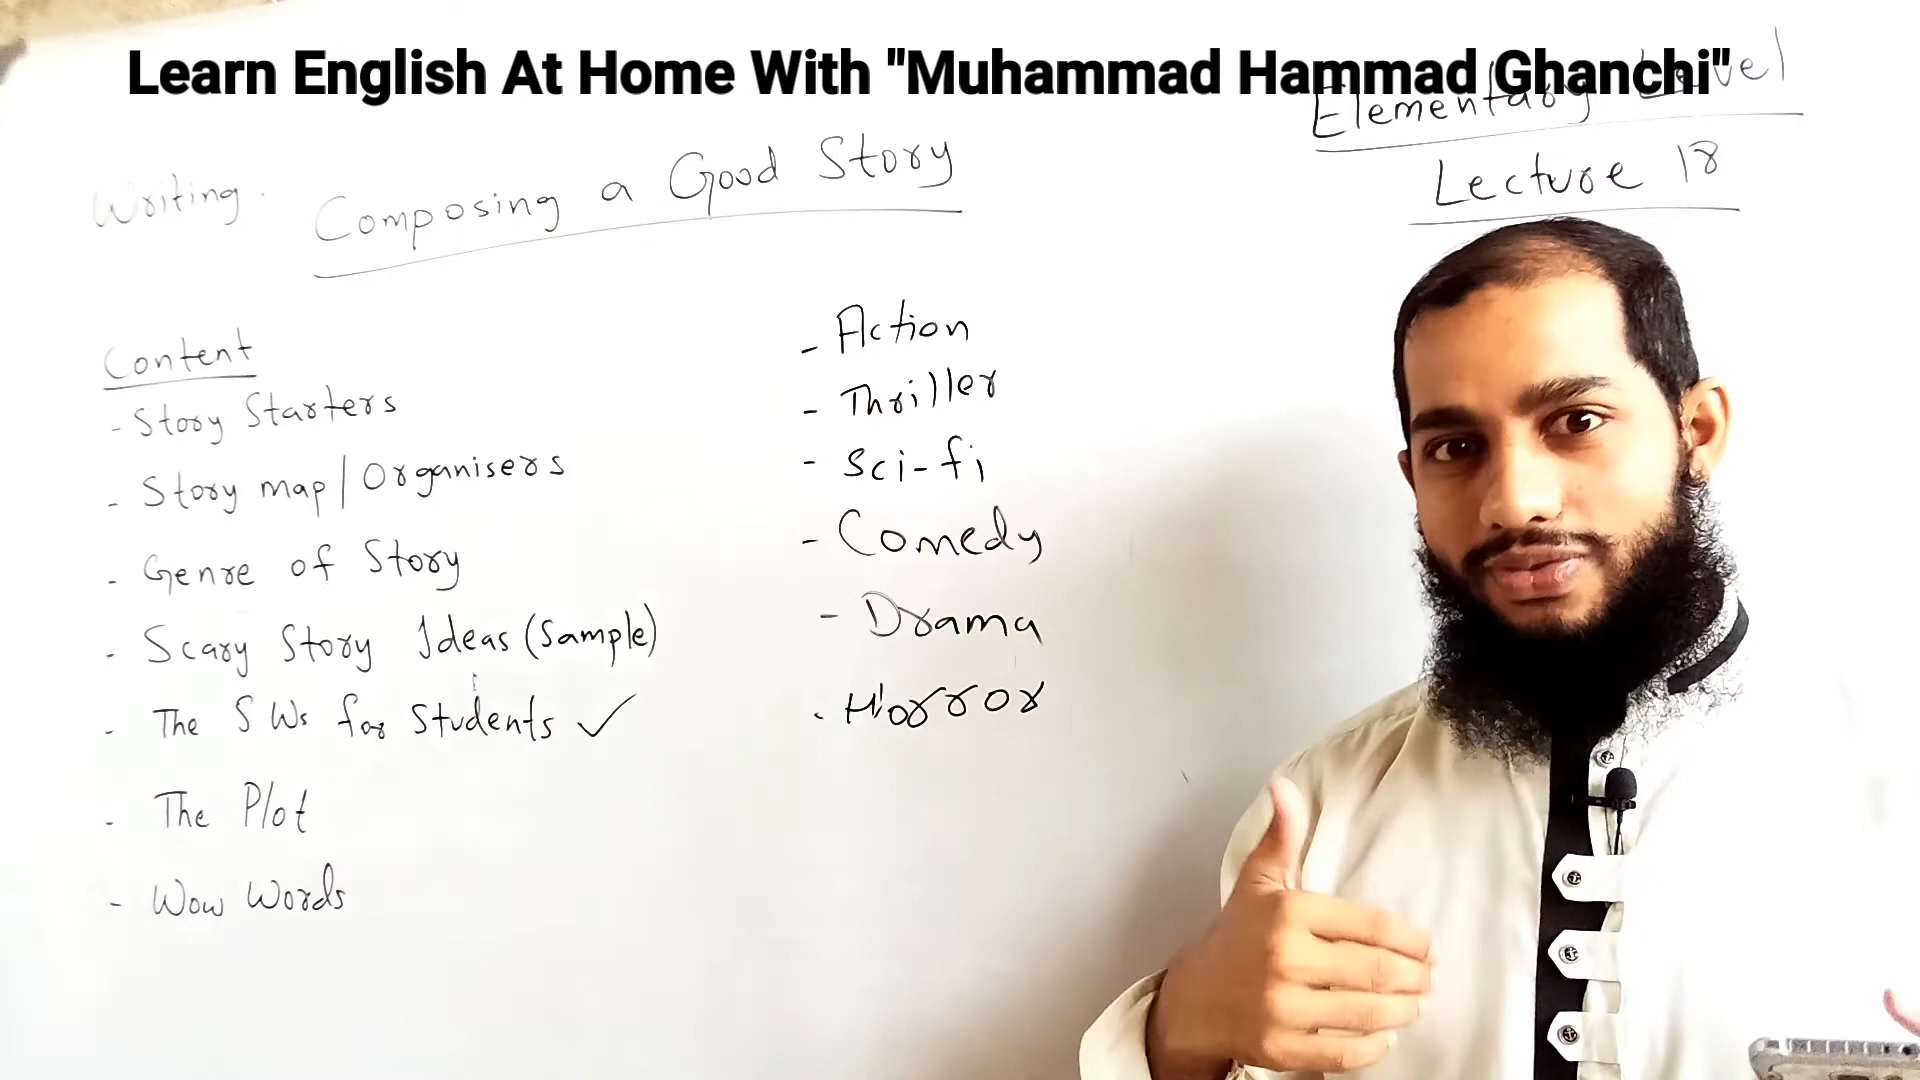 Learn English At Home With "Muhammad Hammad Ghanchi"
Elementary Level
Lecture 18
Writing.
Composing a Good Story
Content
- Story Starters
- Story map/Organisers
- Genre of Story
- Scary Story Ideas (Sample)
- The 5 Ws for Students ✓
- The Plot
- Wow Words
- Action
- Thriller
- Sci-fi
- Comedy
- Drama
- Horror